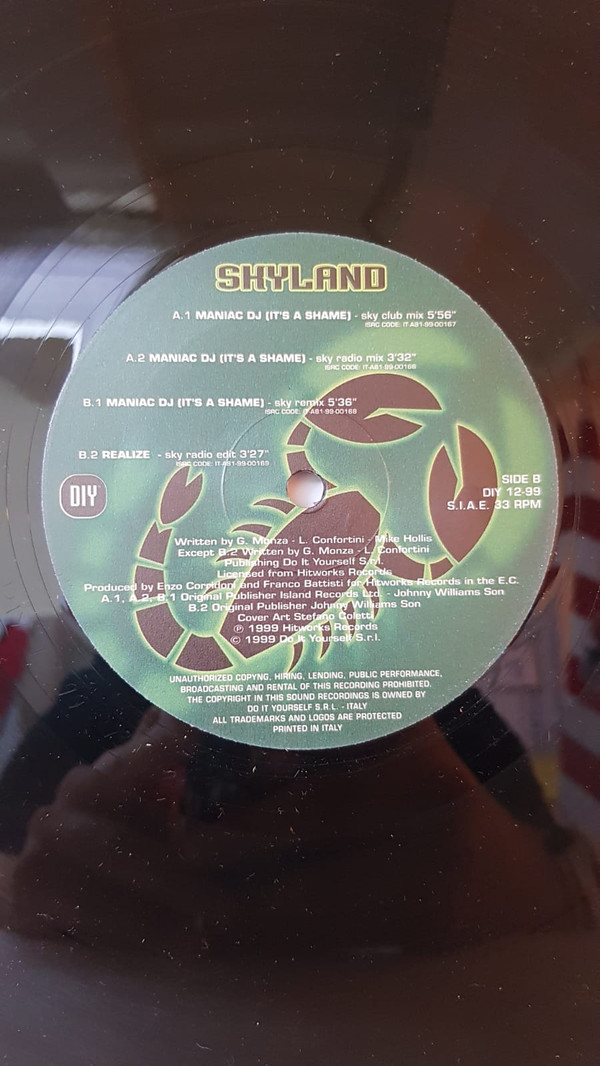 SKYLAND
A.1 MANIAC DJ (IT'S A SHAME) - sky club mix 5'56"
ISRC CODE: IT-A81-99-00167
A.2 MANIAC DJ (IT'S A SHAME) - sky radio mix 3'32"
ISRC CODE: IT-A81-99-00166
B.1 MANIAC DJ (IT'S A SHAME) - sky remix 5'36"
ISRC CODE: IT-A81-99-00168
B.2 REALIZE - sky radio edit 3'27"
ISRC CODE: IT-A81-99-00169
DIY
SIDE B
DIY 12-99
S.I.A.E. 33 RPM
Written by G. Monza - L. Confortini - Mike Hollis
Except B.2 Written by G. Monza - L. Confortini
Publishing Do It Yourself S.r.l.
Licensed from Hitworks Records
Produced by Enzo Corridoni and Franco Battisti for Hitworks Records in the E.C.
A.1, A.2, B.1 Original Publisher Island Records Ltd. - Johnny Williams Son
B.2 Original Publisher Johnny Williams Son
Cover Art Stefano Coletti
℗ 1999 Hitworks Records
© 1999 Do It Yourself S.r.l.
UNAUTHORIZED COPYNG, HIRING, LENDING, PUBLIC PERFORMANCE,
BROADCASTING AND RENTAL OF THIS RECORDING PROHIBITED.
THE COPYRIGHT IN THIS SOUND RECORDINGS IS OWNED BY
DO IT YOURSELF S.R.L. - ITALY
ALL TRADEMARKS AND LOGOS ARE PROTECTED
PRINTED IN ITALY